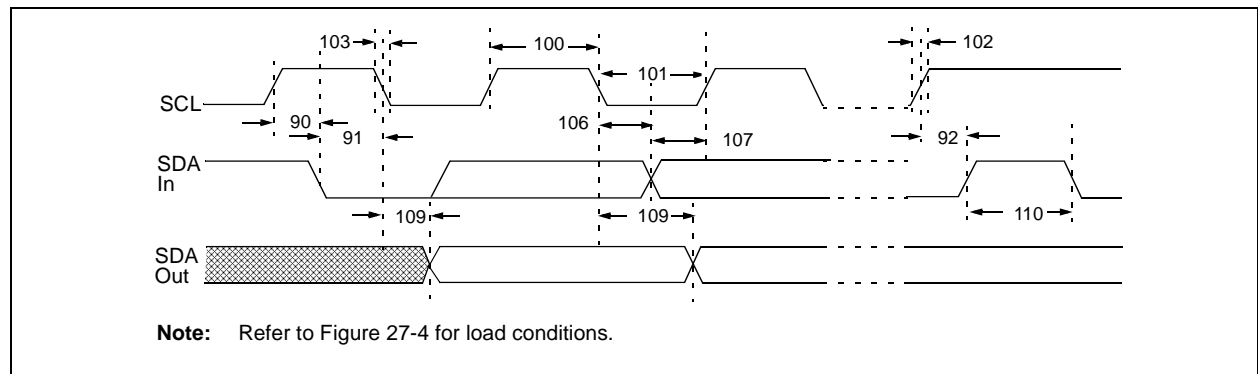 103
100
102
101
SCL
90
91
106
107
92
SDA
In
109
109
110
SDA
Out
Note: Refer to Figure 27-4 for load conditions.